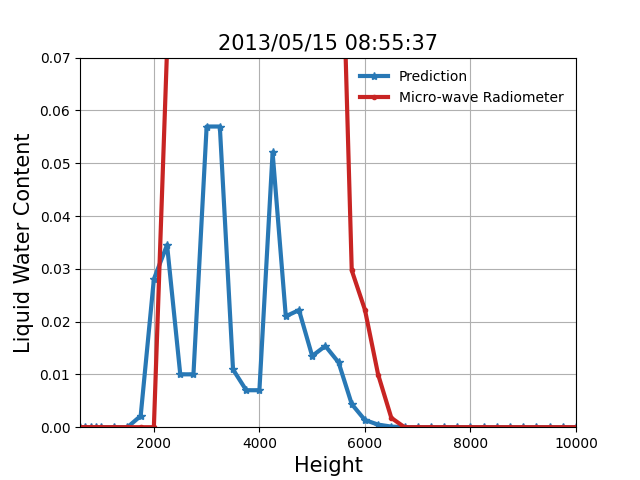 2013/05/15 08:55:37
0.07
0.06
0.05
0.04
0.03
0.02
0.01
0.00
Liquid Water Content
Prediction
Micro-wave Radiometer
2000 4000 6000 8000 10000
Height